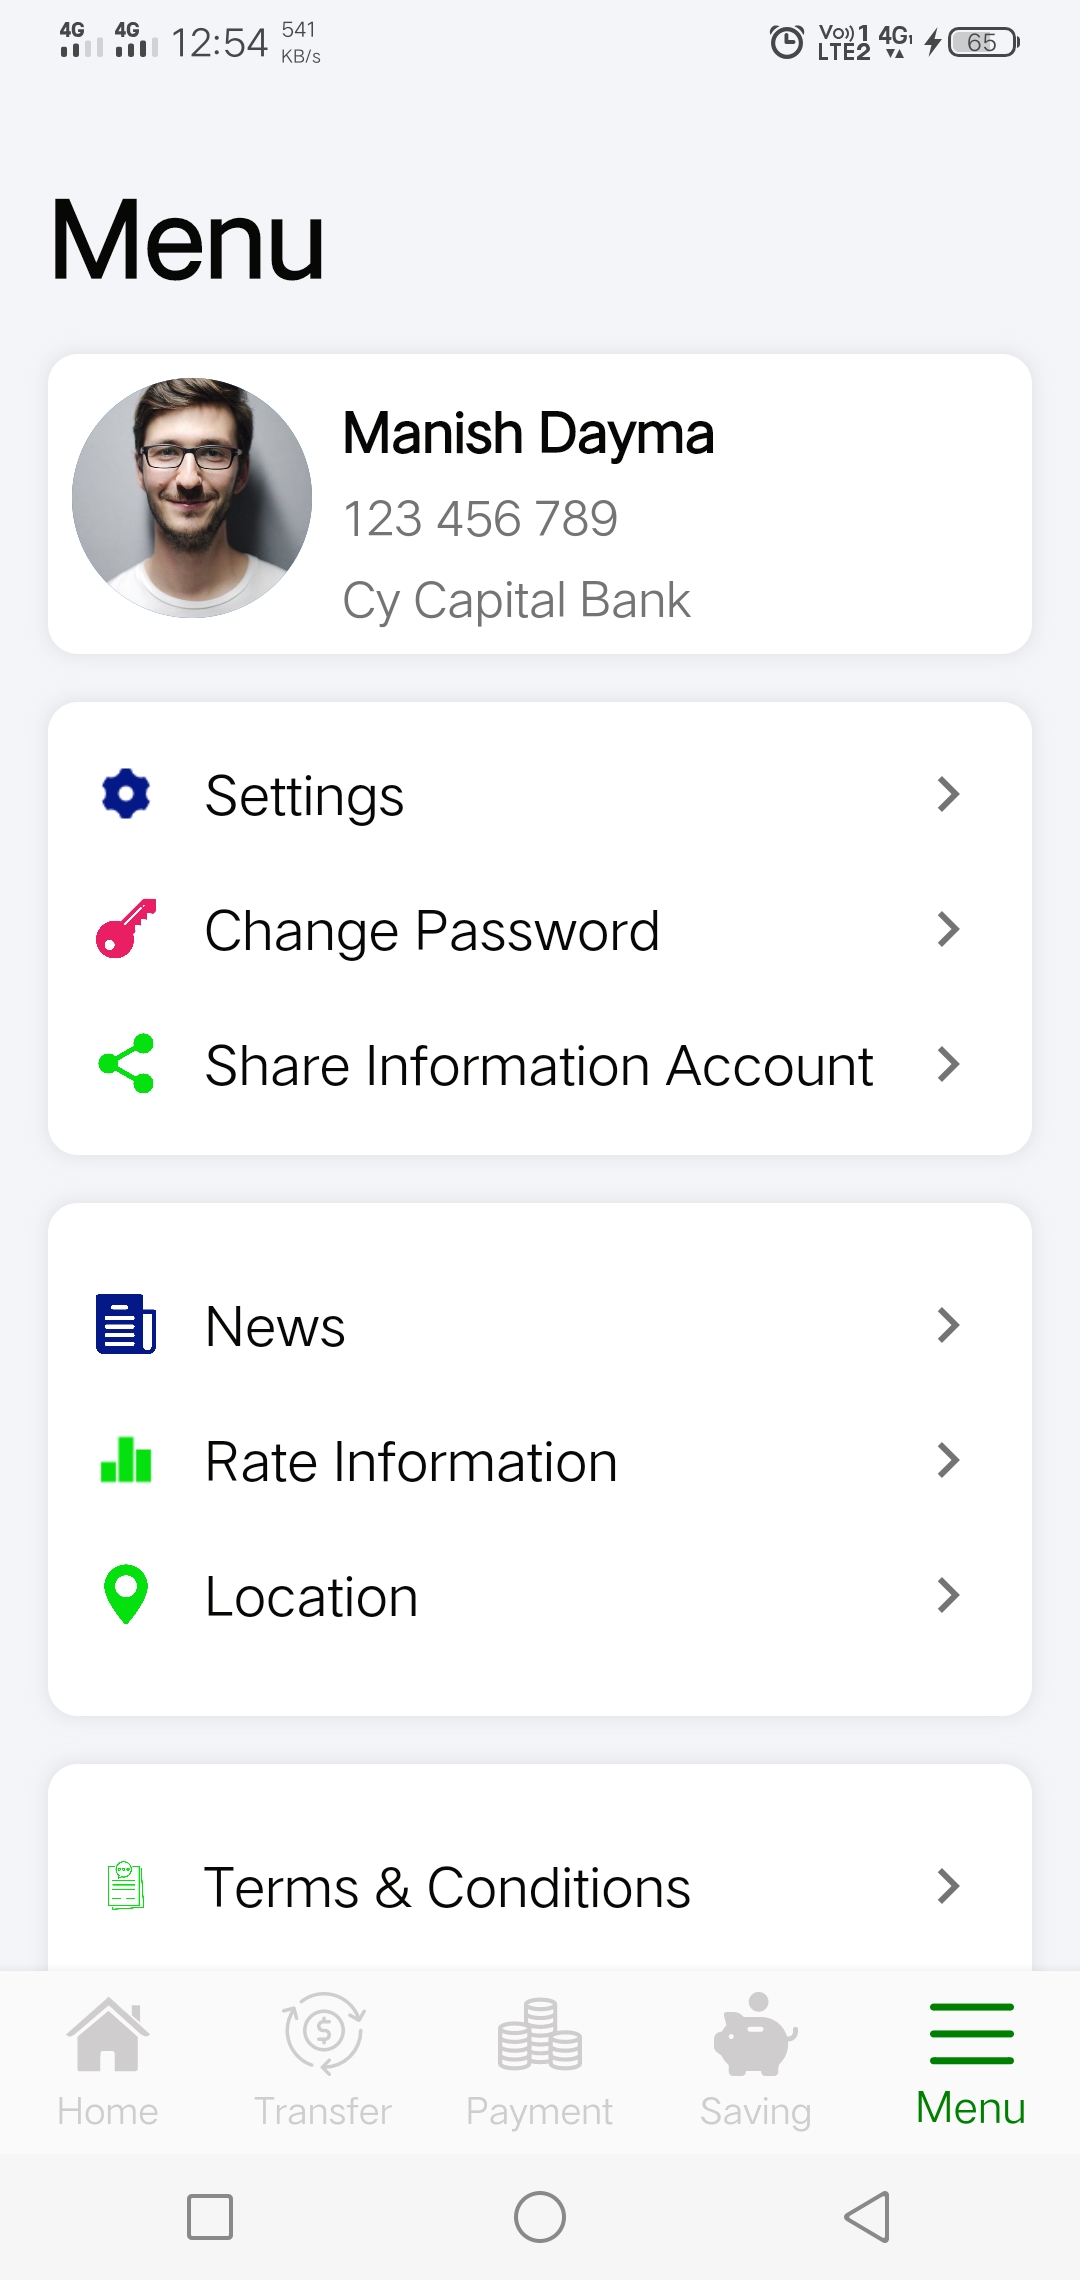 4G 4G 12:54 541 KB/s Vo)) 1 LTE2 4G1 65
Menu
Manish Dayma
123 456 789
Cy Capital Bank
Settings
Change Password
Share Information Account
News
Rate Information
Location
Terms & Conditions
Home Transfer Payment Saving Menu